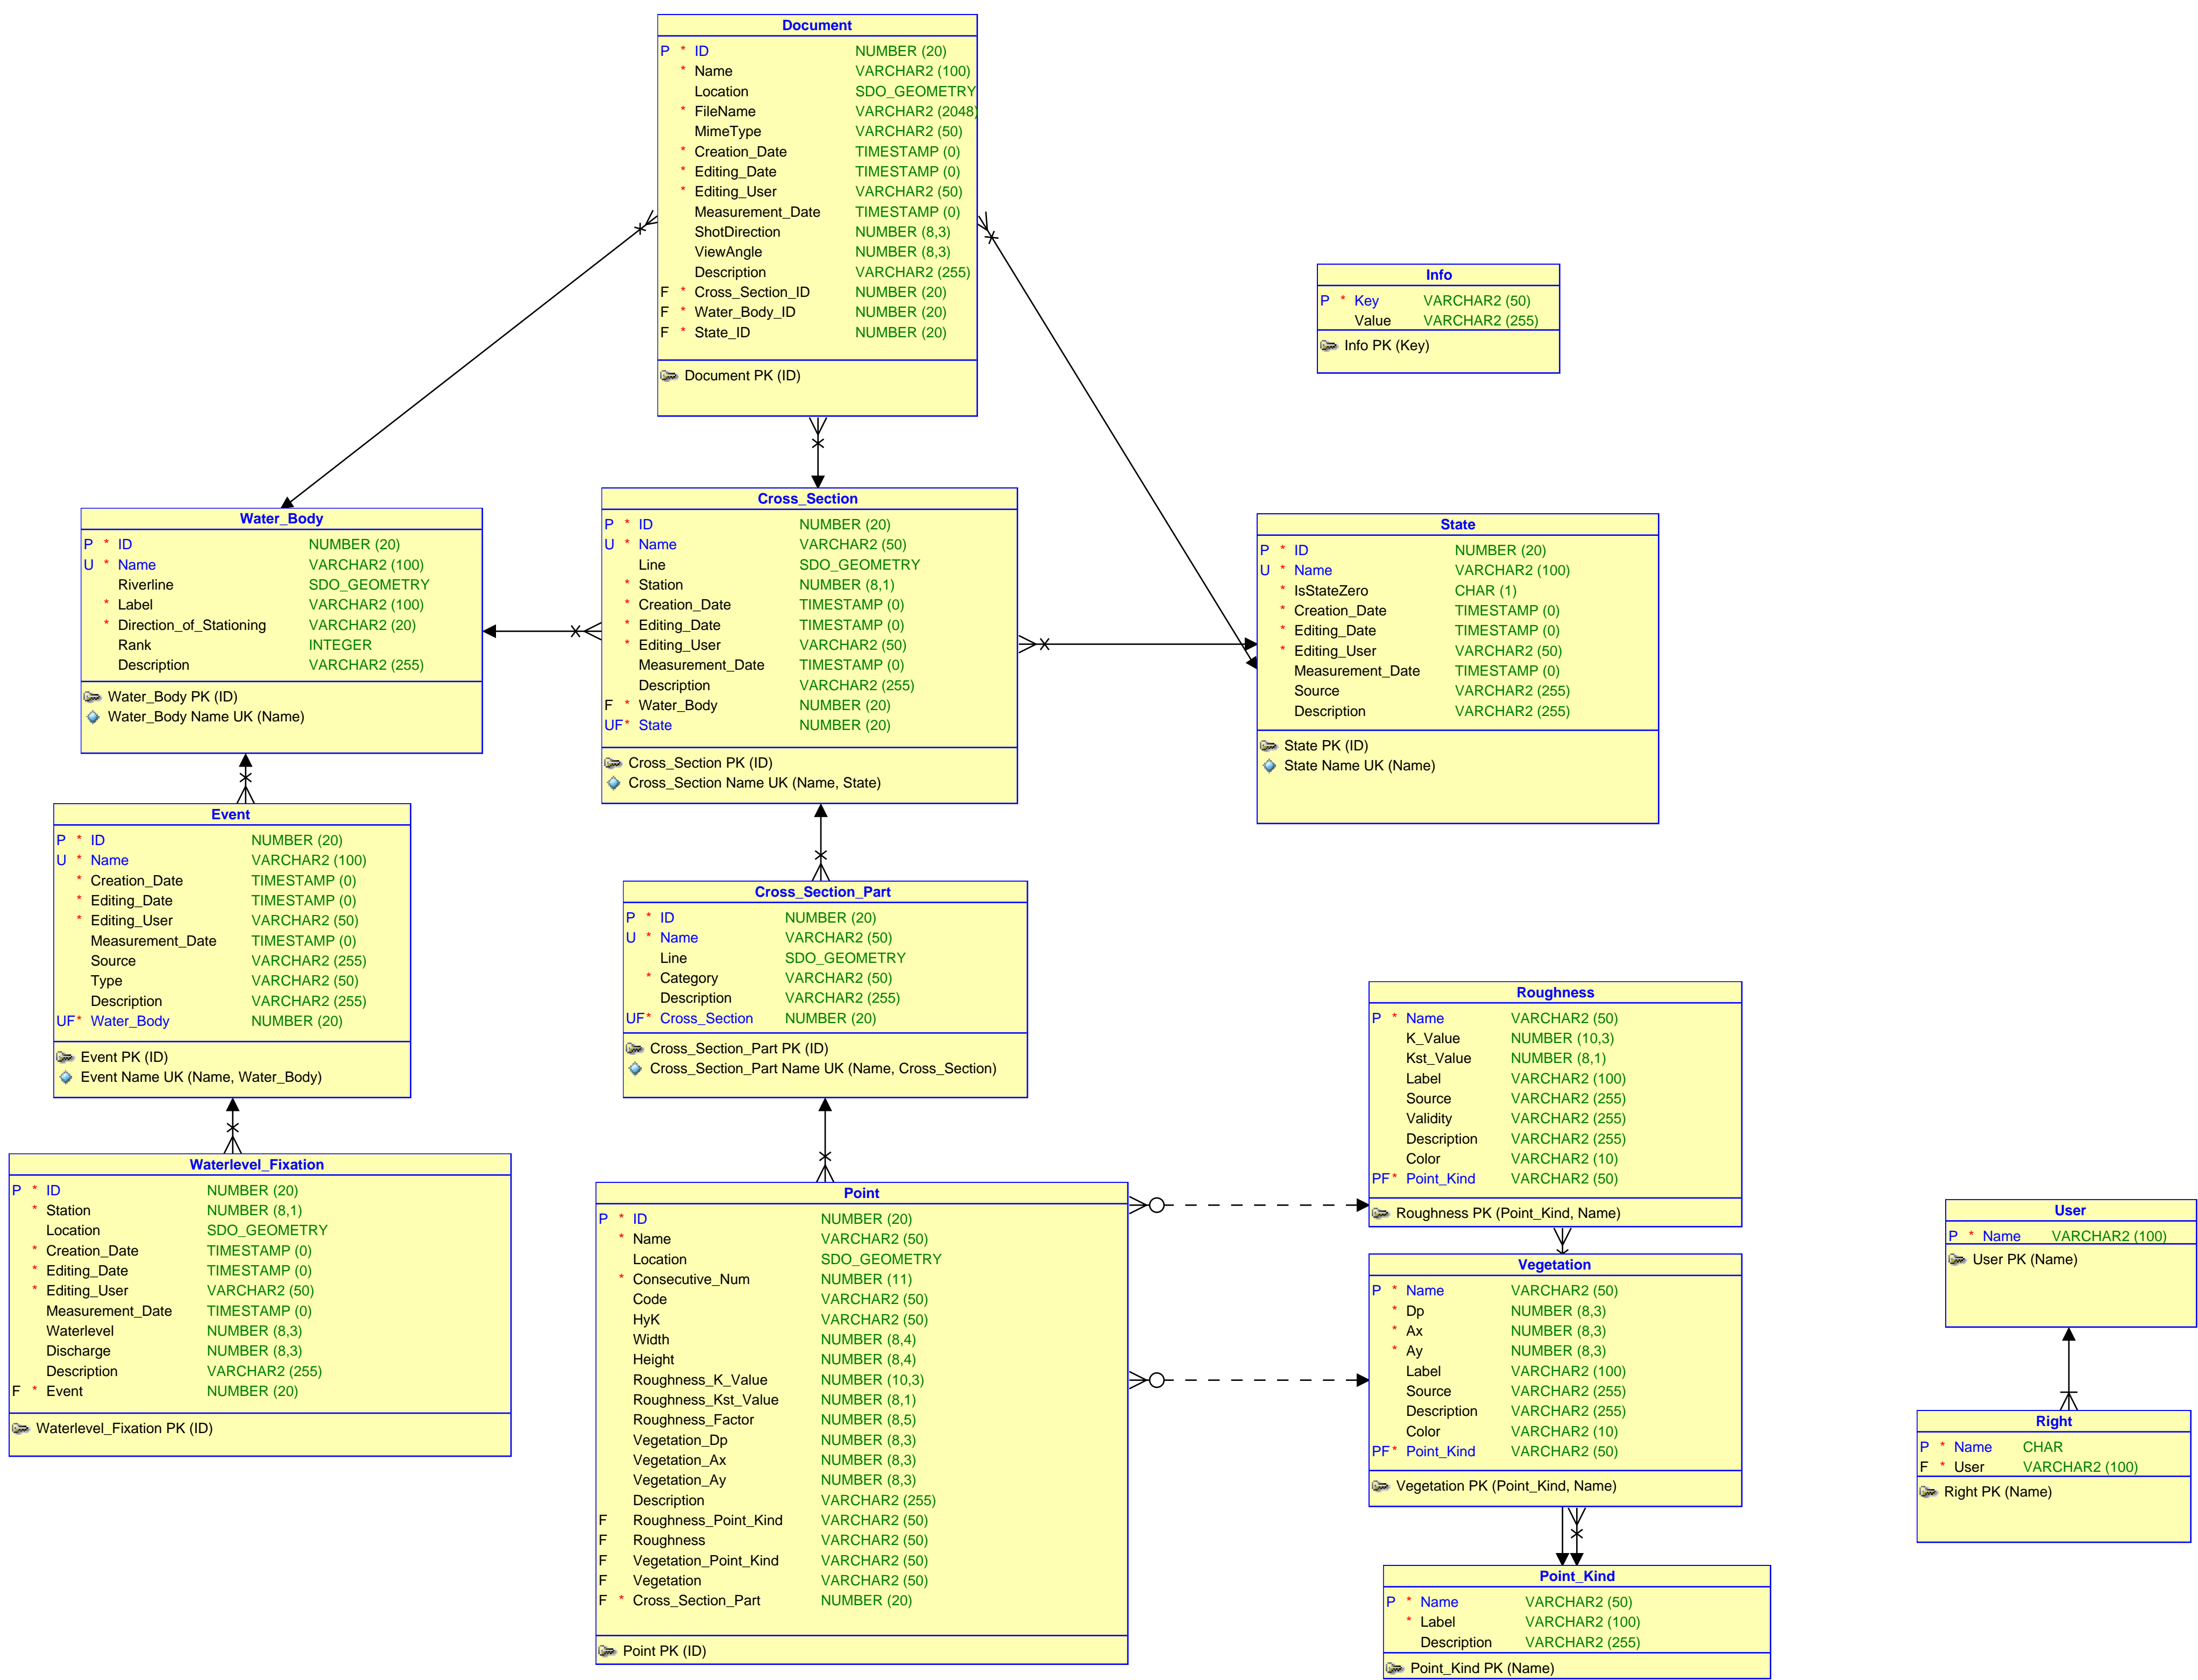 Document
P * ID NUMBER (20)
* Name VARCHAR2 (100)
Location SDO_GEOMETRY
* FileName VARCHAR2 (2048)
MimeType VARCHAR2 (50)
* Creation_Date TIMESTAMP (0)
* Editing_Date TIMESTAMP (0)
* Editing_User VARCHAR2 (50)
Measurement_Date TIMESTAMP (0)
ShotDirection NUMBER (8,3)
ViewAngle NUMBER (8,3)
Description VARCHAR2 (255)
F * Cross_Section_ID NUMBER (20)
F * Water_Body_ID NUMBER (20)
F * State_ID NUMBER (20)
Document PK (ID)
Info
P * Key VARCHAR2 (50)
Value VARCHAR2 (255)
Info PK (Key)
Water_Body
P * ID NUMBER (20)
U * Name VARCHAR2 (100)
Riverline SDO_GEOMETRY
* Label VARCHAR2 (100)
* Direction_of_Stationing VARCHAR2 (20)
Rank INTEGER
Description VARCHAR2 (255)
Water_Body PK (ID)
Water_Body Name UK (Name)
Cross_Section
P * ID NUMBER (20)
U * Name VARCHAR2 (50)
Line SDO_GEOMETRY
* Station NUMBER (8,1)
* Creation_Date TIMESTAMP (0)
* Editing_Date TIMESTAMP (0)
* Editing_User VARCHAR2 (50)
Measurement_Date TIMESTAMP (0)
Description VARCHAR2 (255)
F * Water_Body NUMBER (20)
UF* State NUMBER (20)
Cross_Section PK (ID)
Cross_Section Name UK (Name, State)
State
P * ID NUMBER (20)
U * Name VARCHAR2 (100)
* IsStateZero CHAR (1)
* Creation_Date TIMESTAMP (0)
* Editing_Date TIMESTAMP (0)
* Editing_User VARCHAR2 (50)
Measurement_Date TIMESTAMP (0)
Source VARCHAR2 (255)
Description VARCHAR2 (255)
State PK (ID)
State Name UK (Name)
Event
P * ID NUMBER (20)
U * Name VARCHAR2 (100)
* Creation_Date TIMESTAMP (0)
* Editing_Date TIMESTAMP (0)
* Editing_User VARCHAR2 (50)
Measurement_Date TIMESTAMP (0)
Source VARCHAR2 (255)
Type VARCHAR2 (50)
Description VARCHAR2 (255)
UF* Water_Body NUMBER (20)
Event PK (ID)
Event Name UK (Name, Water_Body)
Cross_Section_Part
P * ID NUMBER (20)
U * Name VARCHAR2 (50)
Line SDO_GEOMETRY
* Category VARCHAR2 (50)
Description VARCHAR2 (255)
UF* Cross_Section NUMBER (20)
Cross_Section_Part PK (ID)
Cross_Section_Part Name UK (Name, Cross_Section)
Roughness
P * Name VARCHAR2 (50)
K_Value NUMBER (10,3)
Kst_Value NUMBER (8,1)
Label VARCHAR2 (100)
Source VARCHAR2 (255)
Validity VARCHAR2 (255)
Description VARCHAR2 (255)
Color VARCHAR2 (10)
PF* Point_Kind VARCHAR2 (50)
Roughness PK (Point_Kind, Name)
Waterlevel_Fixation
P * ID NUMBER (20)
* Station NUMBER (8,1)
Location SDO_GEOMETRY
* Creation_Date TIMESTAMP (0)
* Editing_Date TIMESTAMP (0)
* Editing_User VARCHAR2 (50)
Measurement_Date TIMESTAMP (0)
Waterlevel NUMBER (8,3)
Discharge NUMBER (8,3)
Description VARCHAR2 (255)
F * Event NUMBER (20)
Waterlevel_Fixation PK (ID)
Point
P * ID NUMBER (20)
* Name VARCHAR2 (50)
Location SDO_GEOMETRY
* Consecutive_Num NUMBER (11)
Code VARCHAR2 (50)
HyK VARCHAR2 (50)
Width NUMBER (8,4)
Height NUMBER (8,4)
Roughness_K_Value NUMBER (10,3)
Roughness_Kst_Value NUMBER (8,1)
Roughness_Factor NUMBER (8,5)
Vegetation_Dp NUMBER (8,3)
Vegetation_Ax NUMBER (8,3)
Vegetation_Ay NUMBER (8,3)
Description VARCHAR2 (255)
F Roughness_Point_Kind VARCHAR2 (50)
F Roughness VARCHAR2 (50)
F Vegetation_Point_Kind VARCHAR2 (50)
F Vegetation VARCHAR2 (50)
F * Cross_Section_Part NUMBER (20)
Point PK (ID)
Vegetation
P * Name VARCHAR2 (50)
* Dp NUMBER (8,3)
* Ax NUMBER (8,3)
* Ay NUMBER (8,3)
Label VARCHAR2 (100)
Source VARCHAR2 (255)
Description VARCHAR2 (255)
Color VARCHAR2 (10)
PF* Point_Kind VARCHAR2 (50)
Vegetation PK (Point_Kind, Name)
Point_Kind
P * Name VARCHAR2 (50)
* Label VARCHAR2 (100)
Description VARCHAR2 (255)
Point_Kind PK (Name)
User
P * Name VARCHAR2 (100)
User PK (Name)
Right
P * Name CHAR
F * User VARCHAR2 (100)
Right PK (Name)